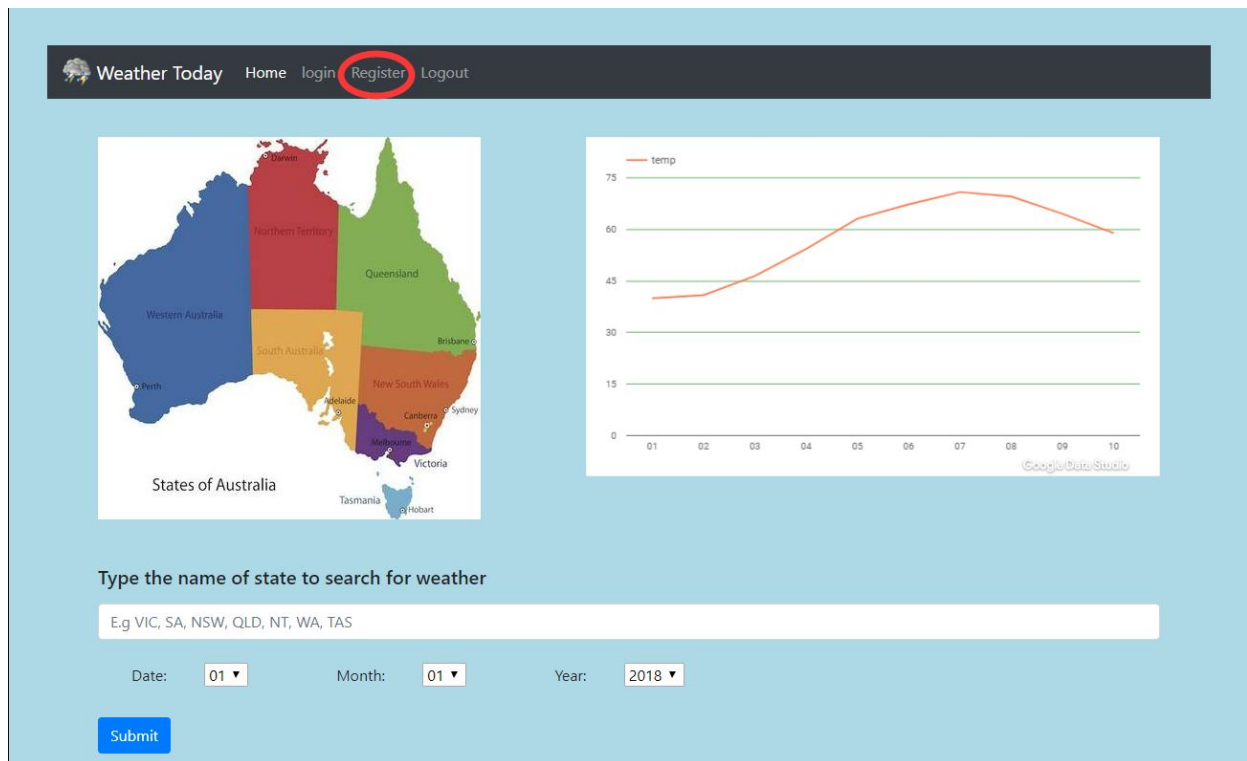 Weather Today Home login Register Logout
Darwin
Northern Territory
Queensland
Western Australia
South Australia
Brisbane
Perth
New South Wales
Adelaide
Canberra
Sydney
Melbourne
Victoria
States of Australia
Tasmania
Hobart
temp
75
60
45
30
15
0
01 02 03 04 05 06 07 08 09 10
Google Data Studio
Type the name of state to search for weather
E.g VIC, SA, NSW, QLD, NT, WA, TAS
Date: 01 Month: 01 Year: 2018
Submit